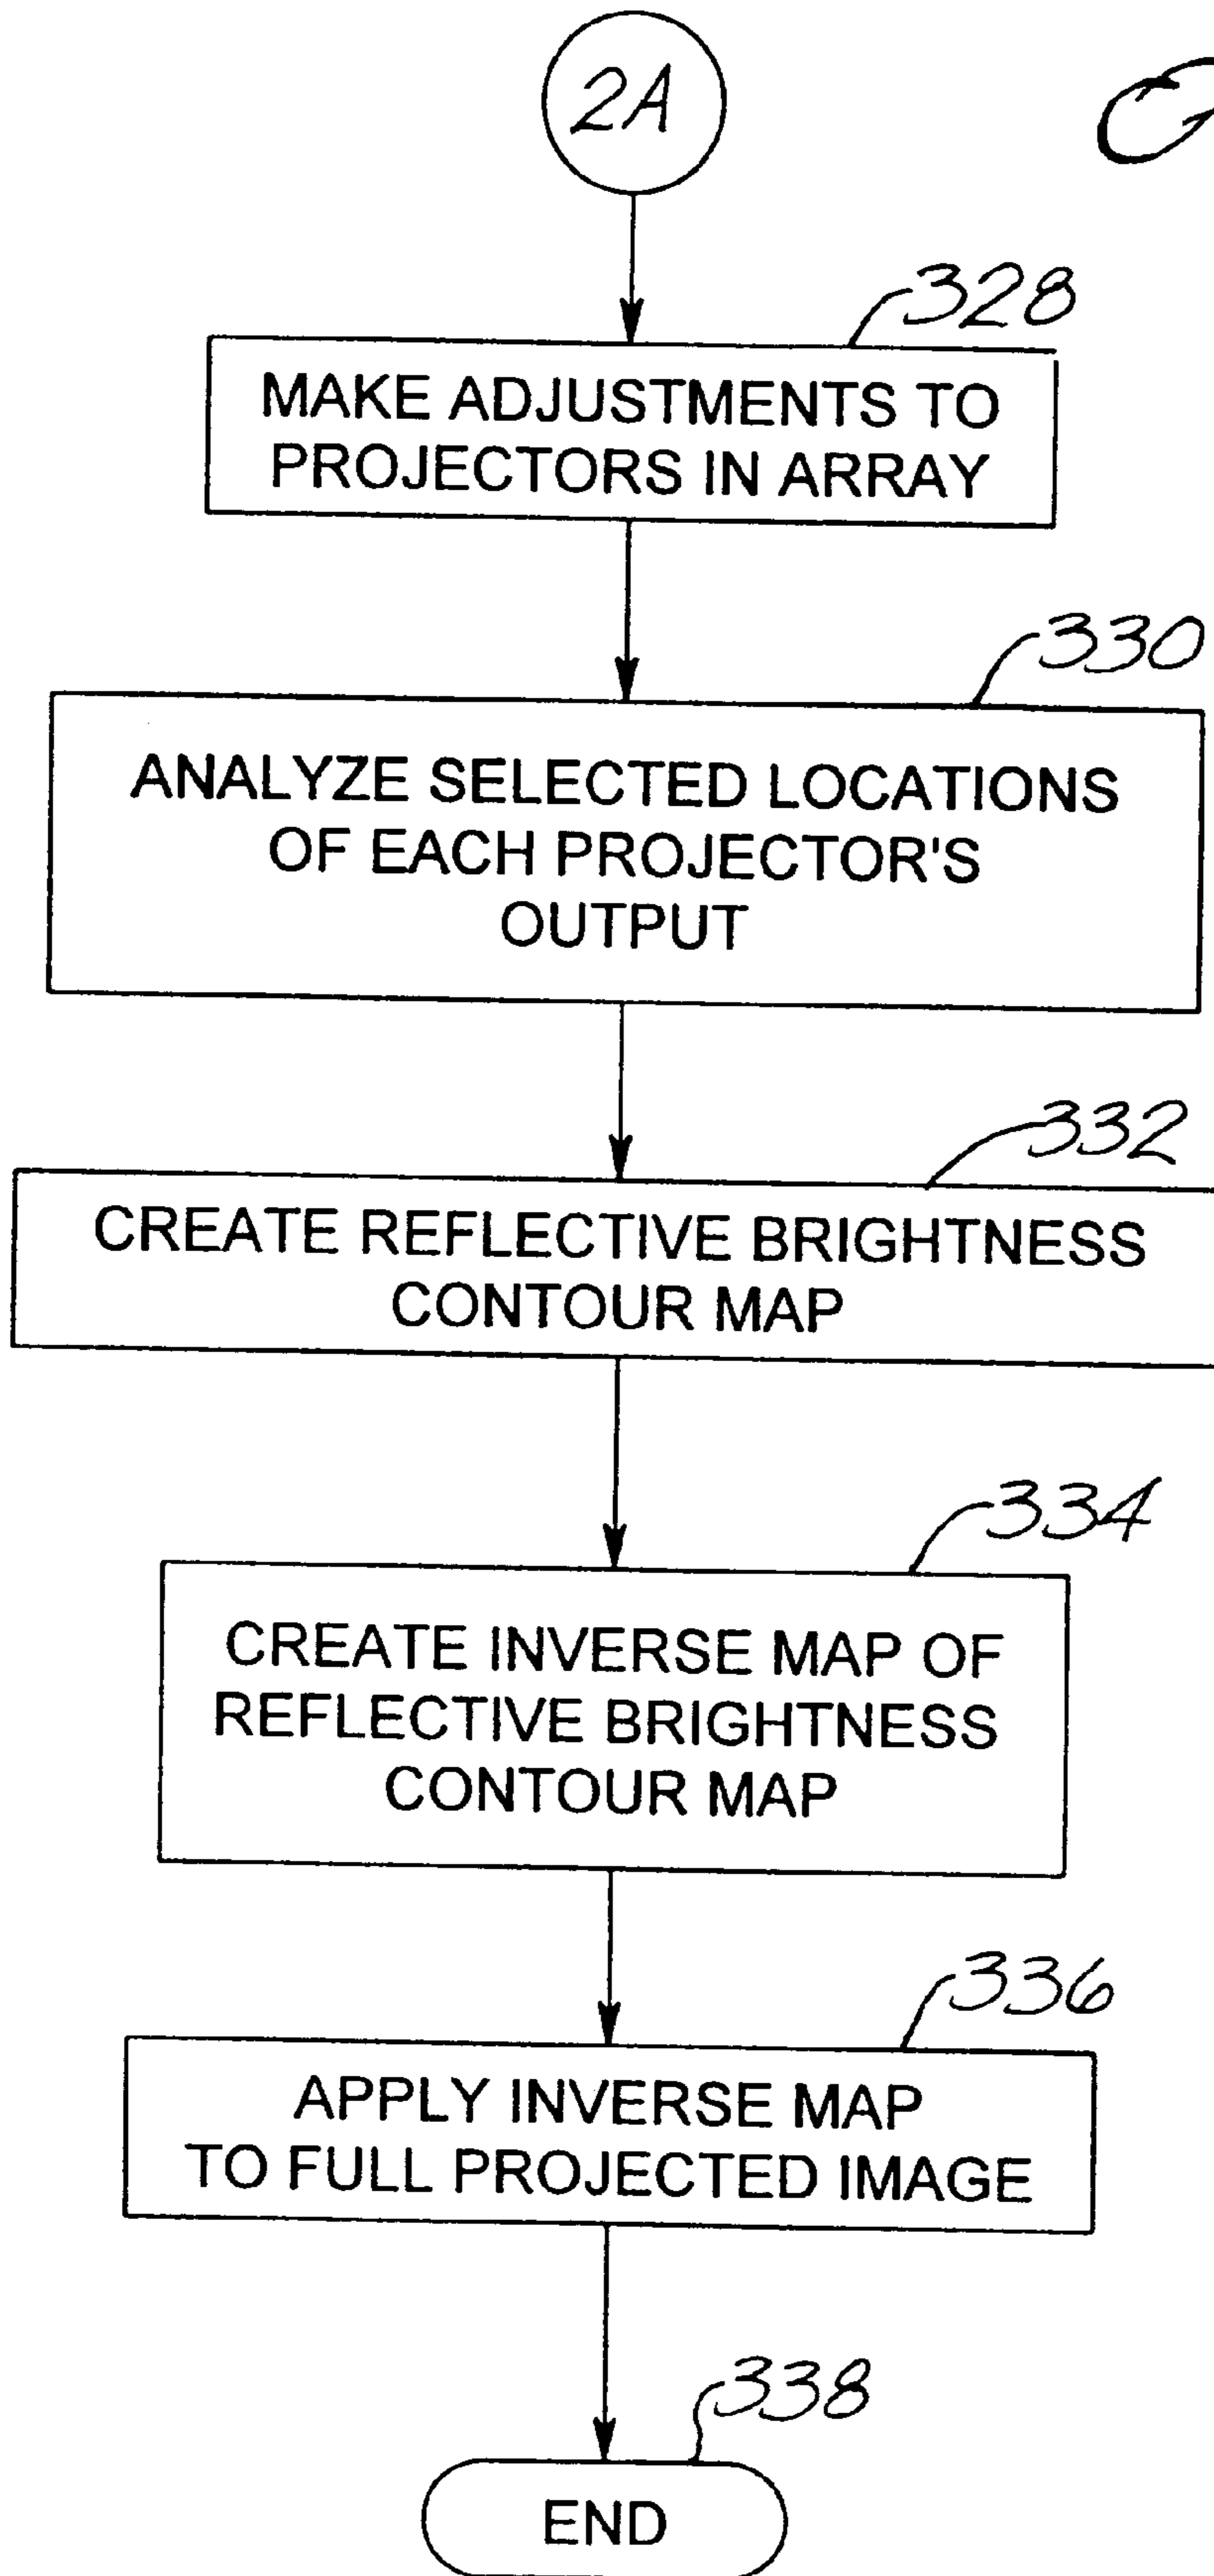 2A
328
MAKE ADJUSTMENTS TO
PROJECTORS IN ARRAY
330
ANALYZE SELECTED LOCATIONS
OF EACH PROJECTOR'S
OUTPUT
332
CREATE REFLECTIVE BRIGHTNESS
CONTOUR MAP
334
CREATE INVERSE MAP OF
REFLECTIVE BRIGHTNESS
CONTOUR MAP
336
APPLY INVERSE MAP
TO FULL PROJECTED IMAGE
338
END